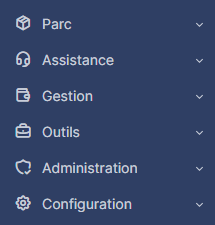 Parc
Assistance
Gestion
Outils
Administration
Configuration